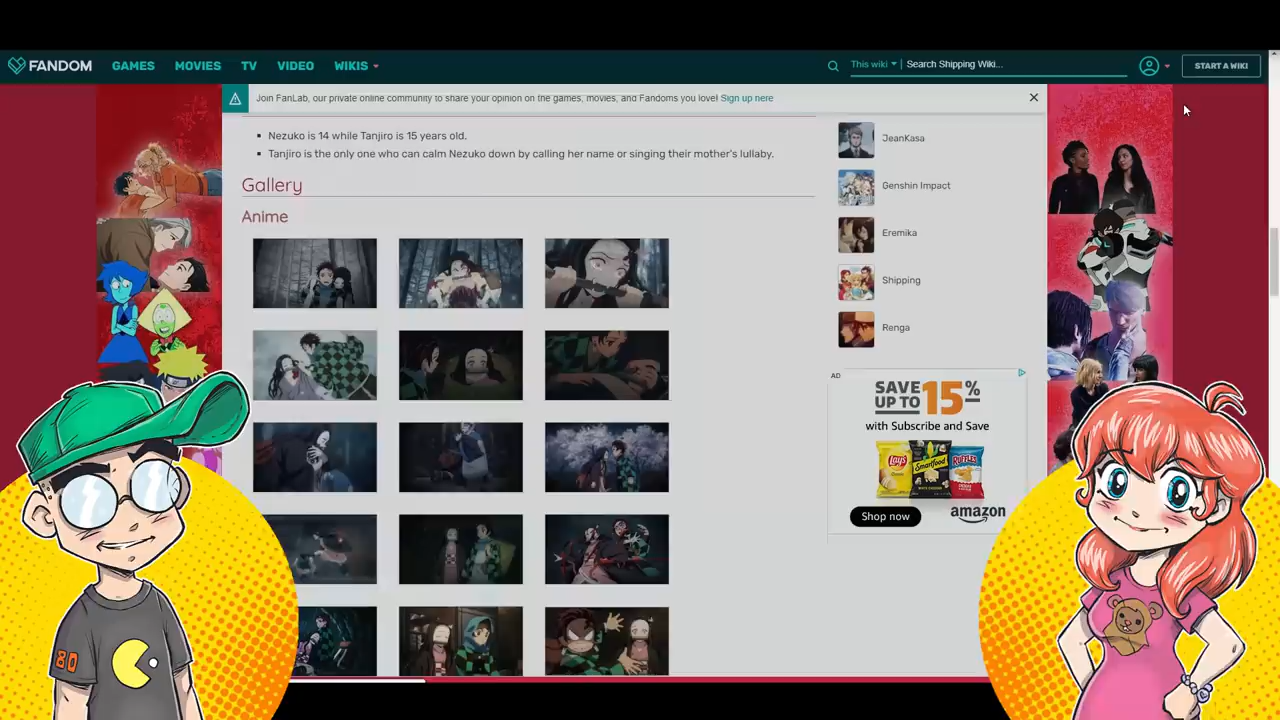 FANDOM GAMES MOVIES TV VIDEO WIKIS This wiki Search Shipping Wiki... START A WIKI
Join FanLab, our private online community to share your opinion on the games, movies, and Fandoms you love! Sign up here
Nezuko is 14 while Tanjiro is 15 years old.
Tanjiro is the only one who can calm Nezuko down by calling her name or singing their mother's lullaby.
Gallery
Anime
JeanKasa
Genshin Impact
Eremika
Shipping
Renga
AD
SAVE
UP TO 15%
with Subscribe and Save
Lay's
Smartfood
RUFFLES
Shop now
amazon
80